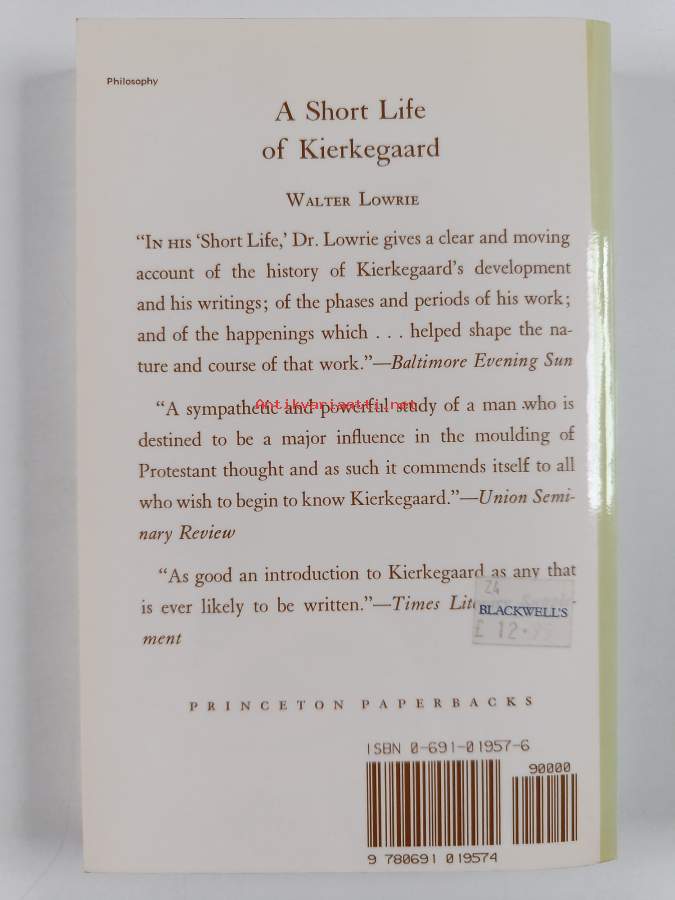 Philosophy
A Short Life
of Kierkegaard
WALTER LOWRIE
“IN HIS ‘Short Life,’ Dr. Lowrie gives a clear and moving
account of the history of Kierkegaard’s development
and his writings; of the phases and periods of his work;
and of the happenings which . . . helped shape the na-
ture and course of that work.”—Baltimore Evening Sun
“A sympathetic and powerful study of a man who is
Antikvariaatti.net
destined to be a major influence in the moulding of
Protestant thought and as such it commends itself to all
who wish to begin to know Kierkegaard.”—Union Semi-
nary Review
“As good an introduction to Kierkegaard as any that
is ever likely to be written.”—Times
ment
Z4
BLACKWELL'S
£ 12
PRINCETON PAPERBACKS
ISBN 0-691-01957-6
90000
9 780691 019574